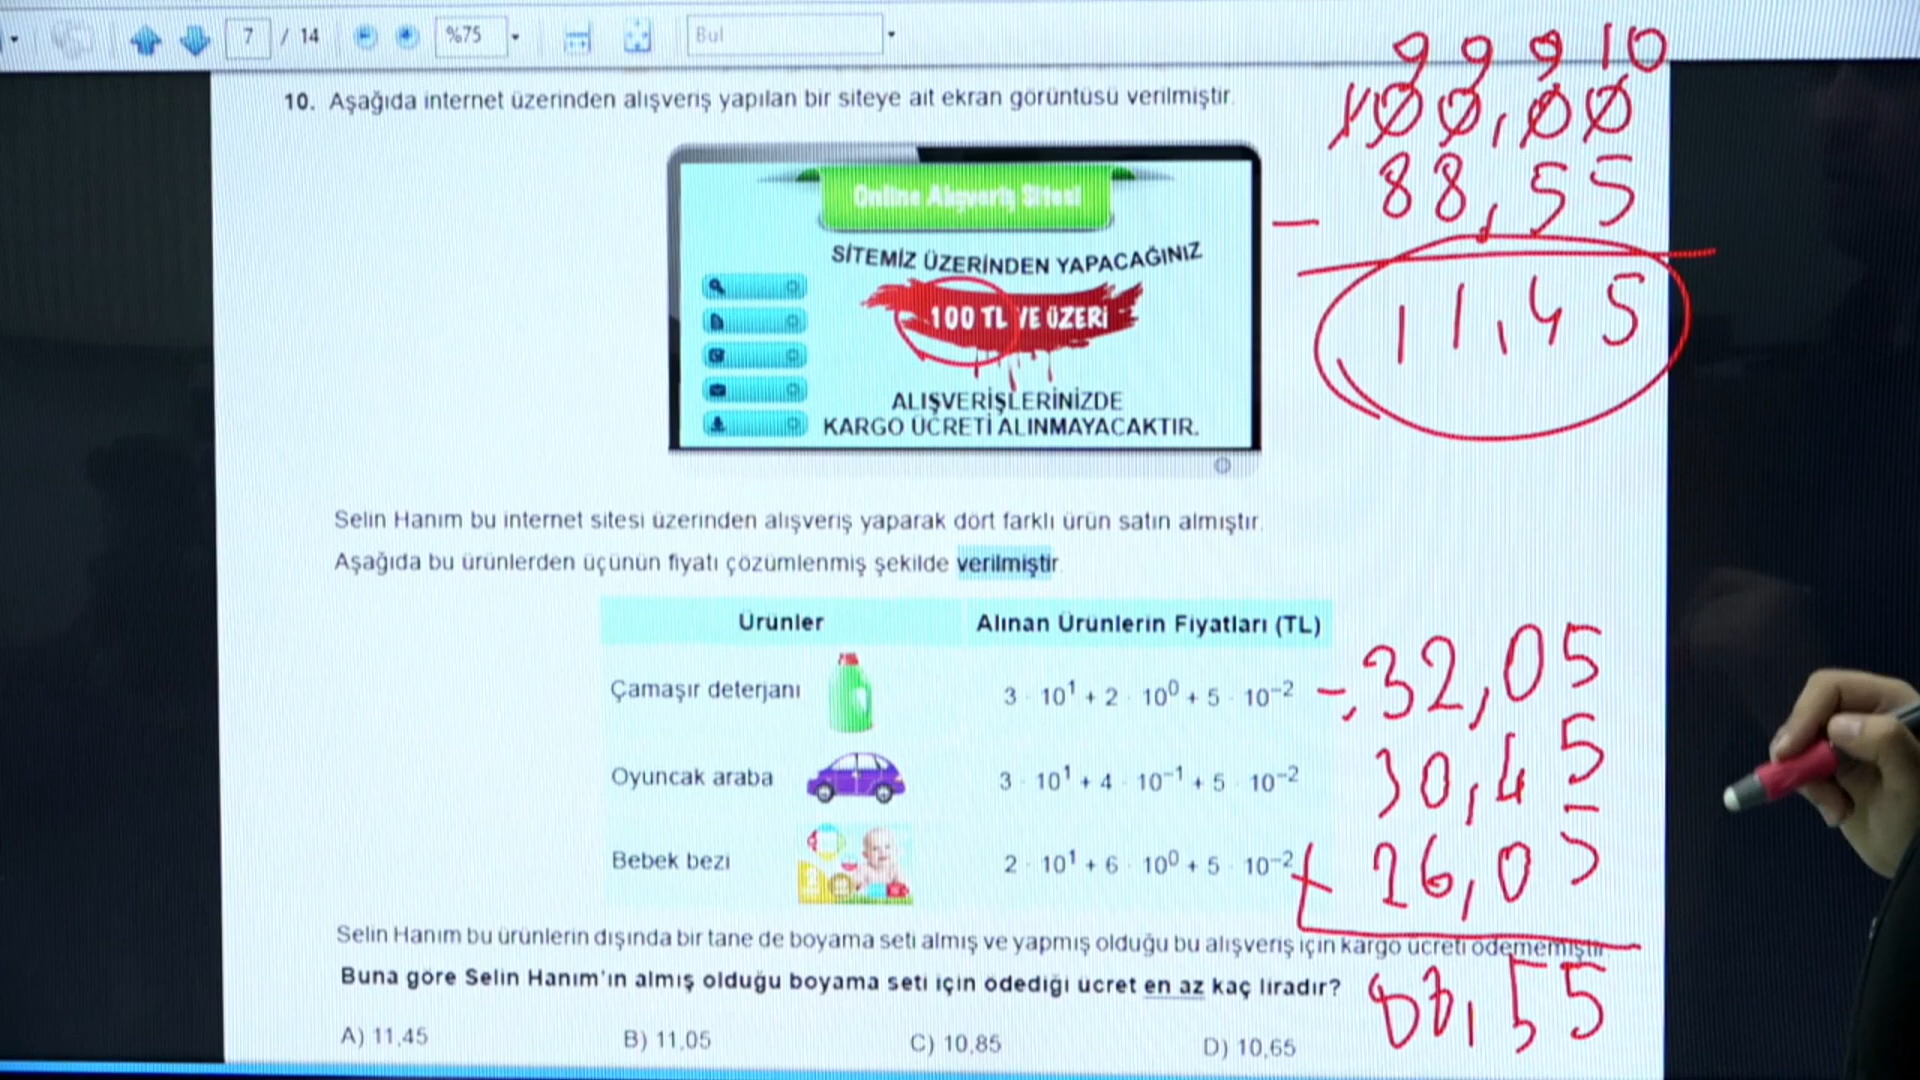 7 / 14 %75 Bul
10. Aşağıda internet üzerinden alışveriş yapılan bir siteye ait ekran görüntüsü verilmiştir.
Online Alışveriş Sitesi
SİTEMİZ ÜZERİNDEN YAPACAĞINIZ
100 TL VE ÜZERİ
ALIŞVERİŞLERİNİZDE
KARGO ÜCRETİ ALINMAYACAKTIR.
9 9 9 10
100,00
88,55
−
11,45
Selin Hanım bu internet sitesi üzerinden alışveriş yaparak dört farklı ürün satın almıştır.
Aşağıda bu ürünlerden üçünün fiyatı çözümlenmiş şekilde verilmiştir
Ürünler Alınan Ürünlerin Fiyatları (TL)
Çamaşır deterjanı 3 · 10¹ + 2 · 10⁰ + 5 · 10⁻² 32,05
Oyuncak araba 3 · 10¹ + 4 · 10⁻¹ + 5 · 10⁻² 30,45
Bebek bezi 2 · 10¹ + 6 · 10⁰ + 5 · 10⁻² + 26,05
Selin Hanım bu ürünlerin dışında bir tane de boyama seti almış ve yapmış olduğu bu alışveriş için kargo ücreti ödememiştir.
Buna göre Selin Hanım'ın almış olduğu boyama seti için ödediği ücret en az kaç liradır?
88,55
A) 11,45 B) 11,05 C) 10,85 D) 10,65